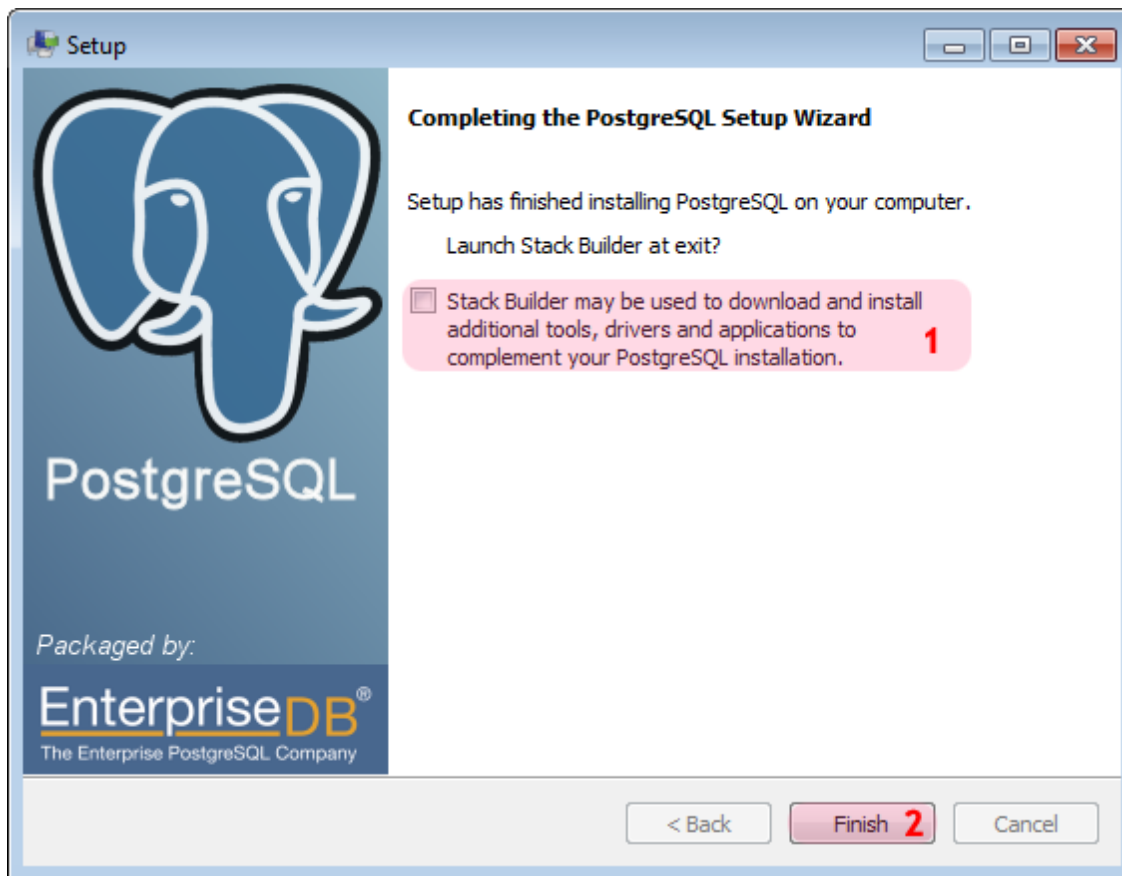 Setup
Completing the PostgreSQL Setup Wizard
Setup has finished installing PostgreSQL on your computer.
Launch Stack Builder at exit?
Stack Builder may be used to download and install
additional tools, drivers and applications to
complement your PostgreSQL installation.
1
PostgreSQL
Packaged by:
EnterpriseDB®
The Enterprise PostgreSQL Company
< Back
Finish 2
Cancel